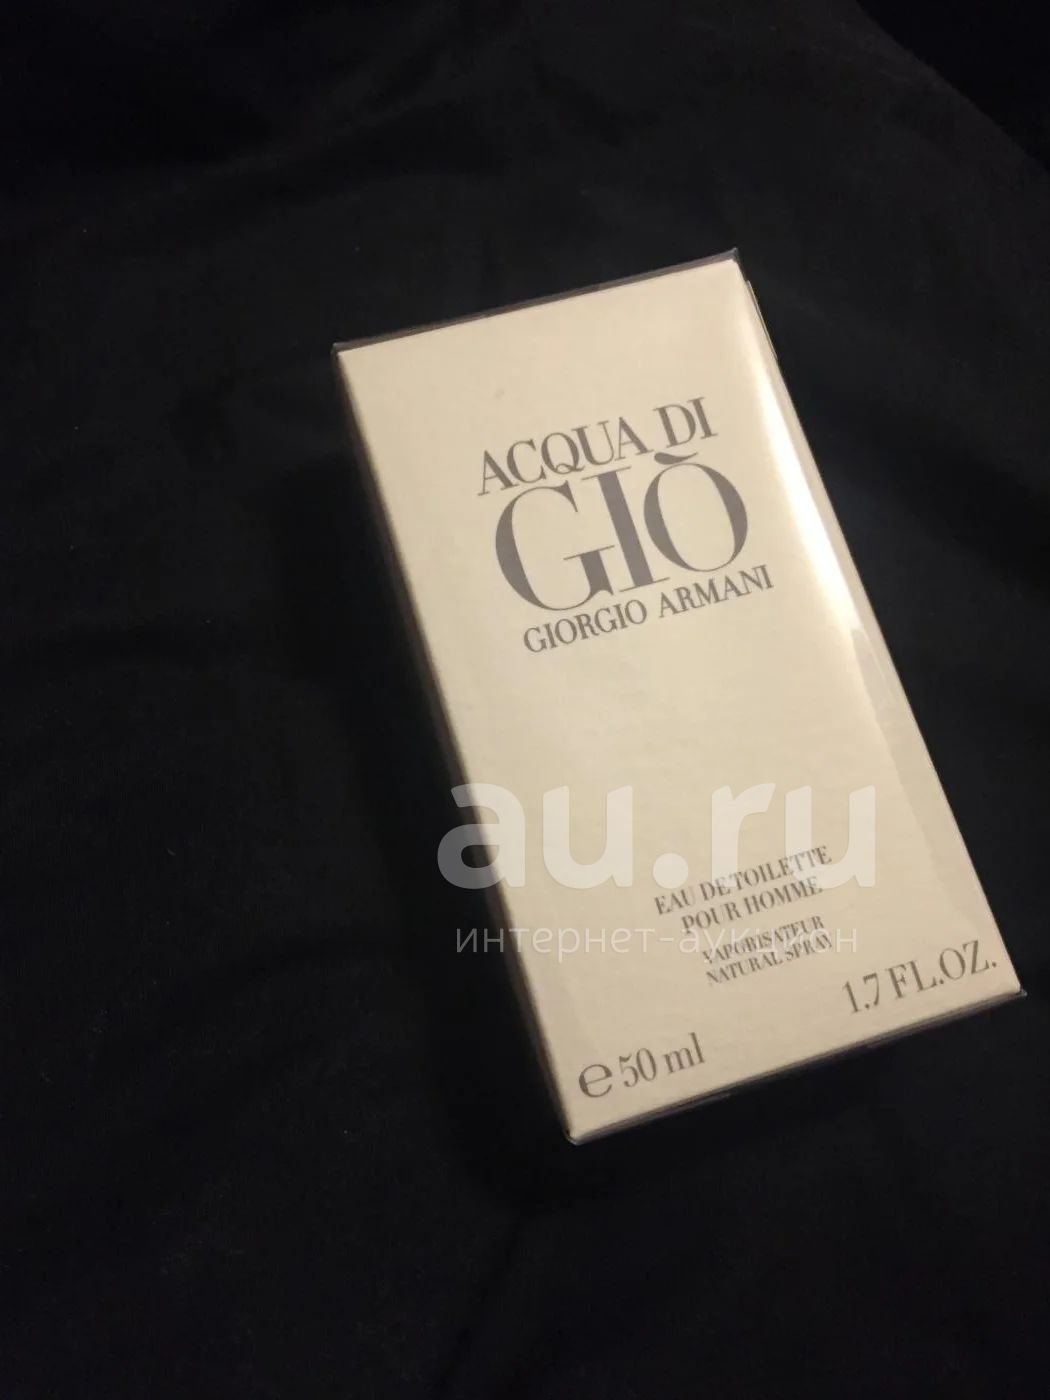 ACQUA DI
GIÒ
GIORGIO ARMANI
au.ru
интернет-аукцион
EAU DE TOILETTE
POUR HOMME
VAPORISATEUR
NATURAL SPRAY
1.7 FL.OZ.
℮ 50 ml